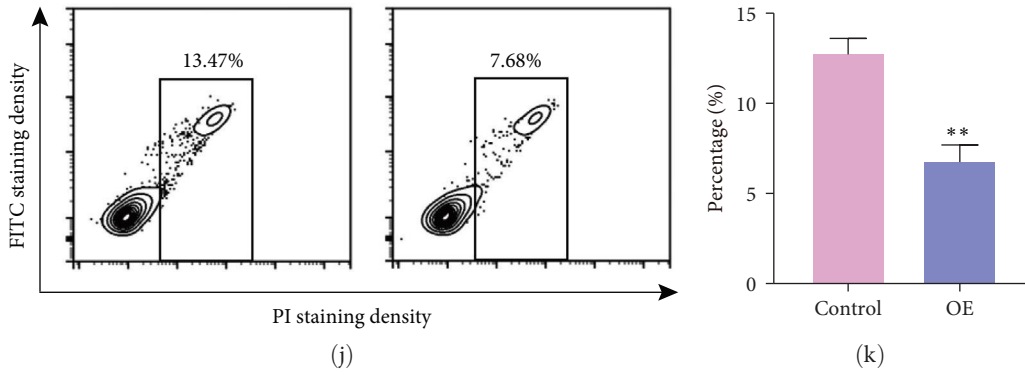 13.47%
7.68%
FITC staining density
PI staining density
(j)
Percentage (%)
15
10
5
0
**
Control
OE
(k)